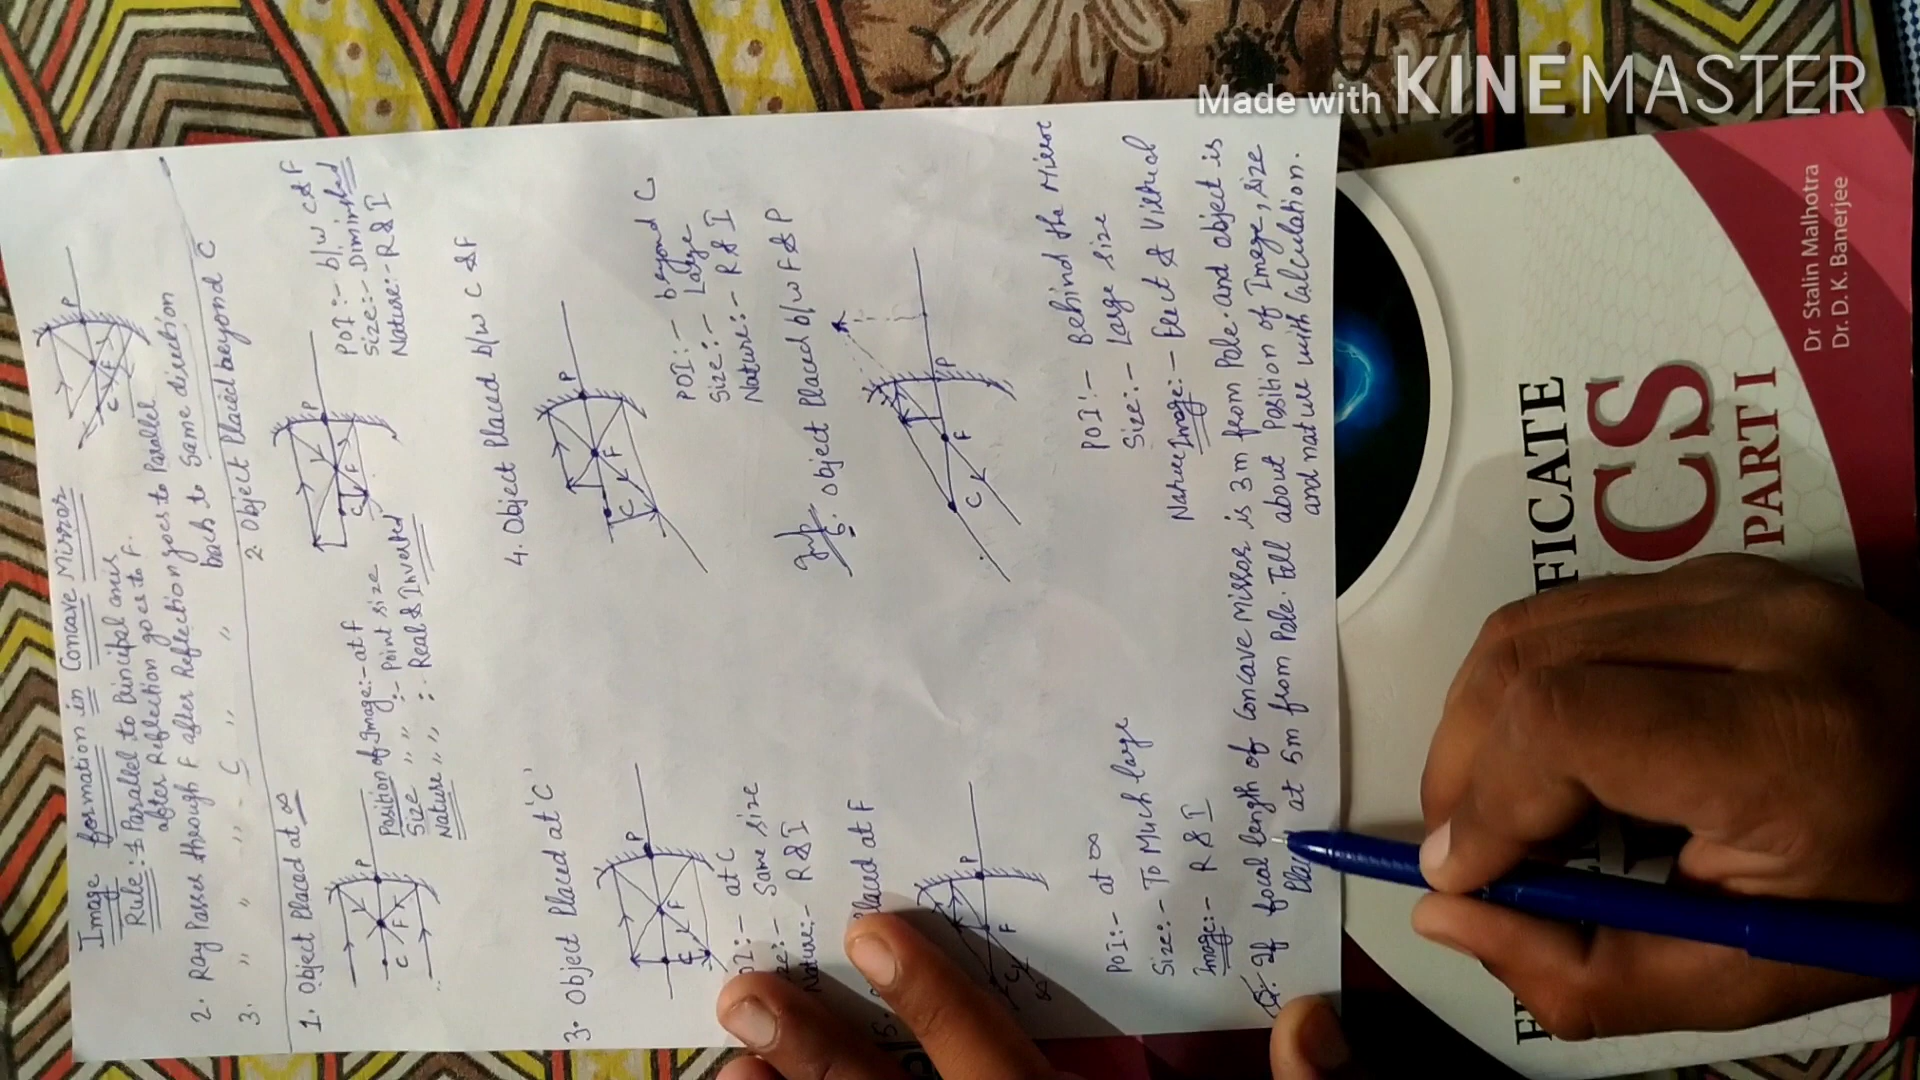 Made with KINEMASTER
Image formation in Concave Mirror
Rule:-1 Parallel to Principal axis
after Reflection goes to F.
2. Ray Passes through F after Reflection goes to Parallel
3. " " " C " " back to Same direction
1. Object Placed at ∞
C F P
Position of Image:- at F
Size " " :- Point size
Nature " " :- Real & Inverted
2 Object Placed beyond C
C F P
POI:- b/w C & F
Size:- Diminished
Nature:- R & I
3. Object Placed at 'C'
C F P
POI:- at C
Size:- Same size
Nature:- R & I
4. Object Placed b/w C & F
C F P
POI:- beyond C
Size:- Large
Nature:- R & I
5. Placed at F
C F P
∞
POI:- at ∞
Size:- To Much large
Image:- R & I
6. Object Placed b/w F & P
C F P
POI:- Behind the Mirror
Size:- Large size
Nature Image:- Elect & Virtual
Q. If focal length of Concave Mirror is 3m from Pole. and object is
at 5m from Pole. Tell about Position of Image, size
and nature with Calculation.
FICATE
CS
PART I
Dr Stalin Malhotra
Dr. D. K. Banerjee